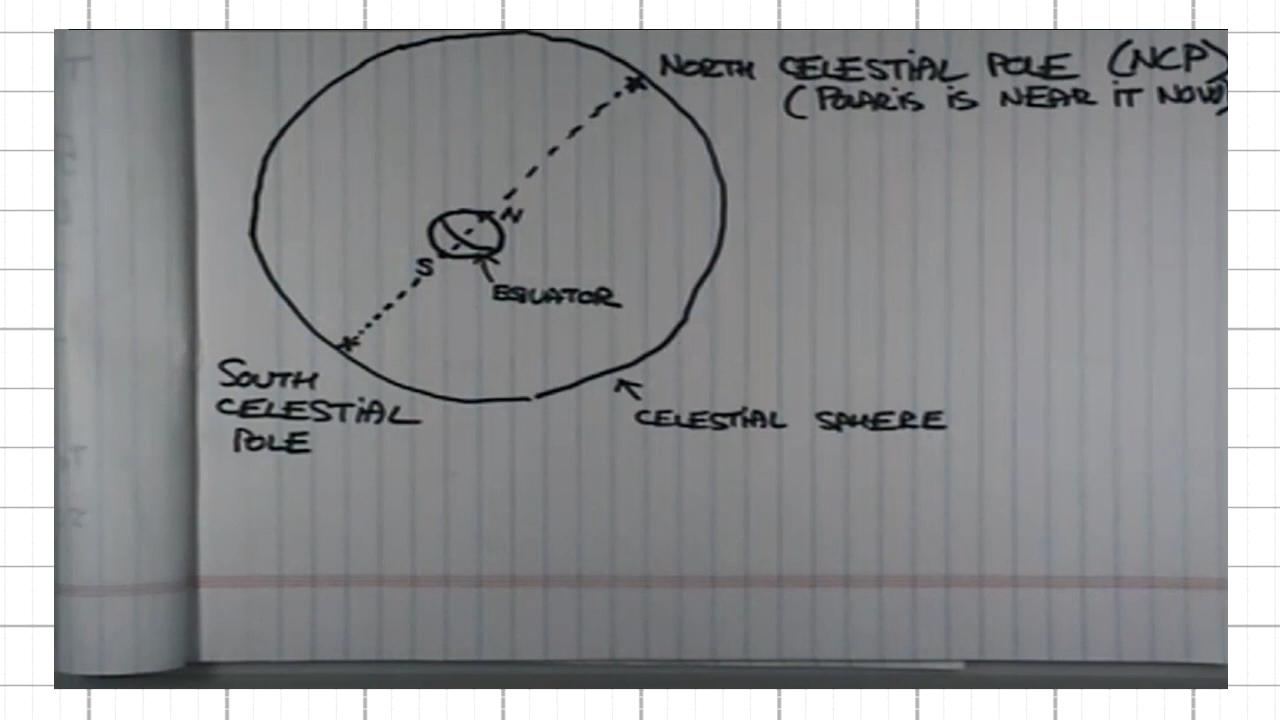 NORTH CELESTIAL POLE (NCP)
(POLARIS IS NEAR IT NOW)
N
S
EQUATOR
SOUTH
CELESTIAL
POLE
CELESTIAL SPHERE